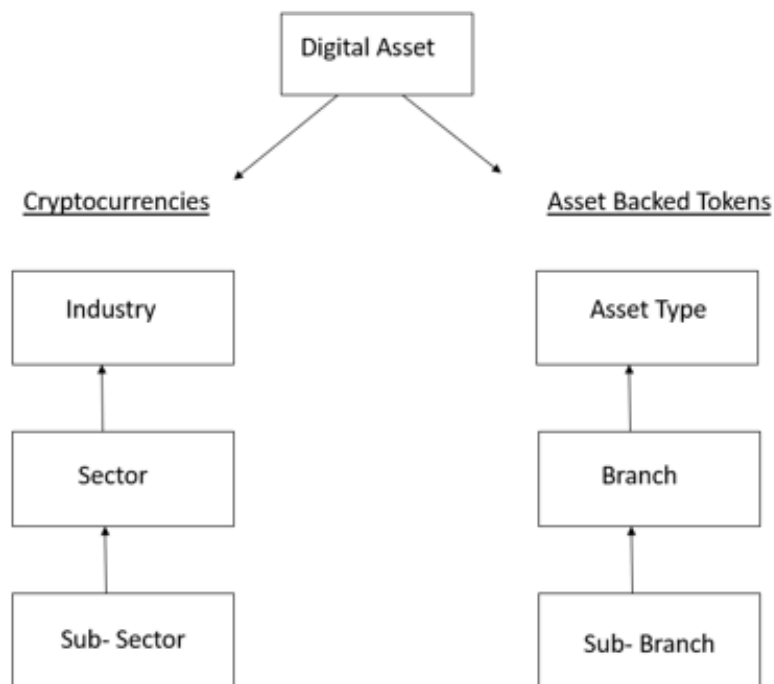 Digital Asset
Cryptocurrencies
Asset Backed Tokens
Industry
Asset Type
Sector
Branch
Sub- Sector
Sub- Branch